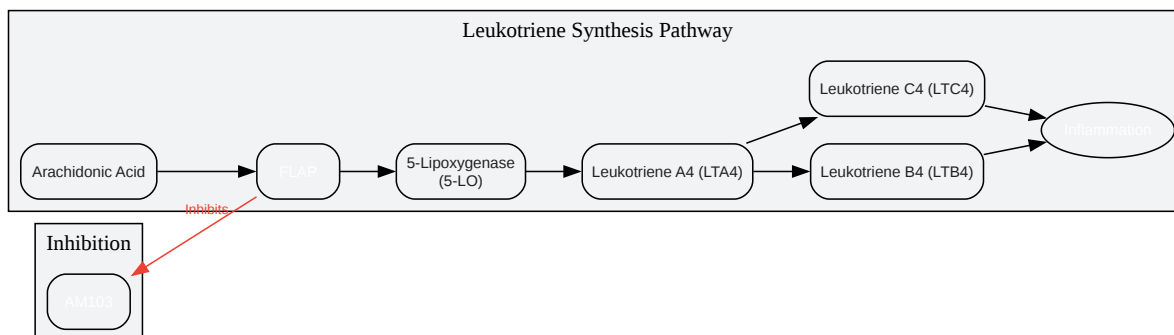 Leukotriene Synthesis Pathway
Leukotriene C4 (LTC4)
Inflammation
Arachidonic Acid
FLAP
5-Lipoxygenase
(5-LO)
Leukotriene A4 (LTA4)
Leukotriene B4 (LTB4)
Inhibits
Inhibition
AM103